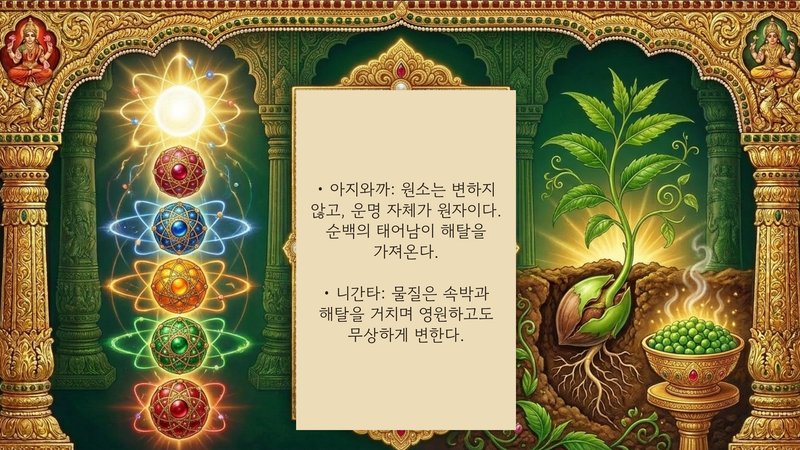 • 아지와까: 원소는 변하지
않고, 운명 자체가 원자이다.
순백의 태어남이 해탈을
가져온다.
• 니간타: 물질은 속박과
해탈을 거치며 영원하고도
무상하게 변한다.